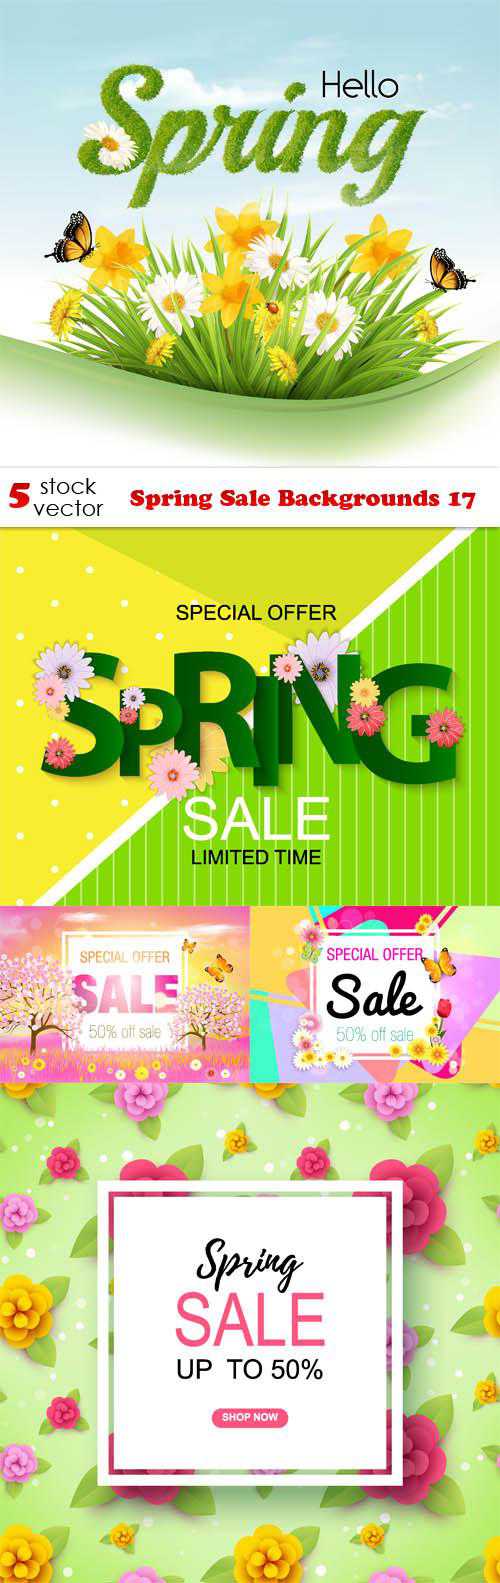 Hello
Spring
5 stock
vector
Spring Sale Backgrounds 17
SPECIAL OFFER
SPRING
SALE
LIMITED TIME
SPECIAL OFFER
SALE
50% off sale
SPECIAL OFFER
Sale
50% off sale
Spring
SALE
UP TO 50%
SHOP NOW